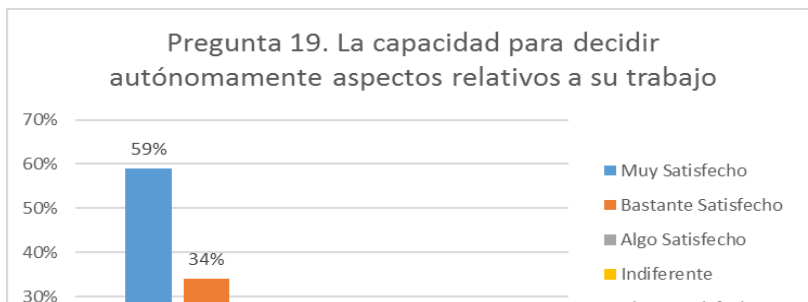 Pregunta 19. La capacidad para decidir
autónomamente aspectos relativos a su trabajo
70%
60%
50%
40%
30%
59%
34%
Muy Satisfecho
Bastante Satisfecho
Algo Satisfecho
Indiferente